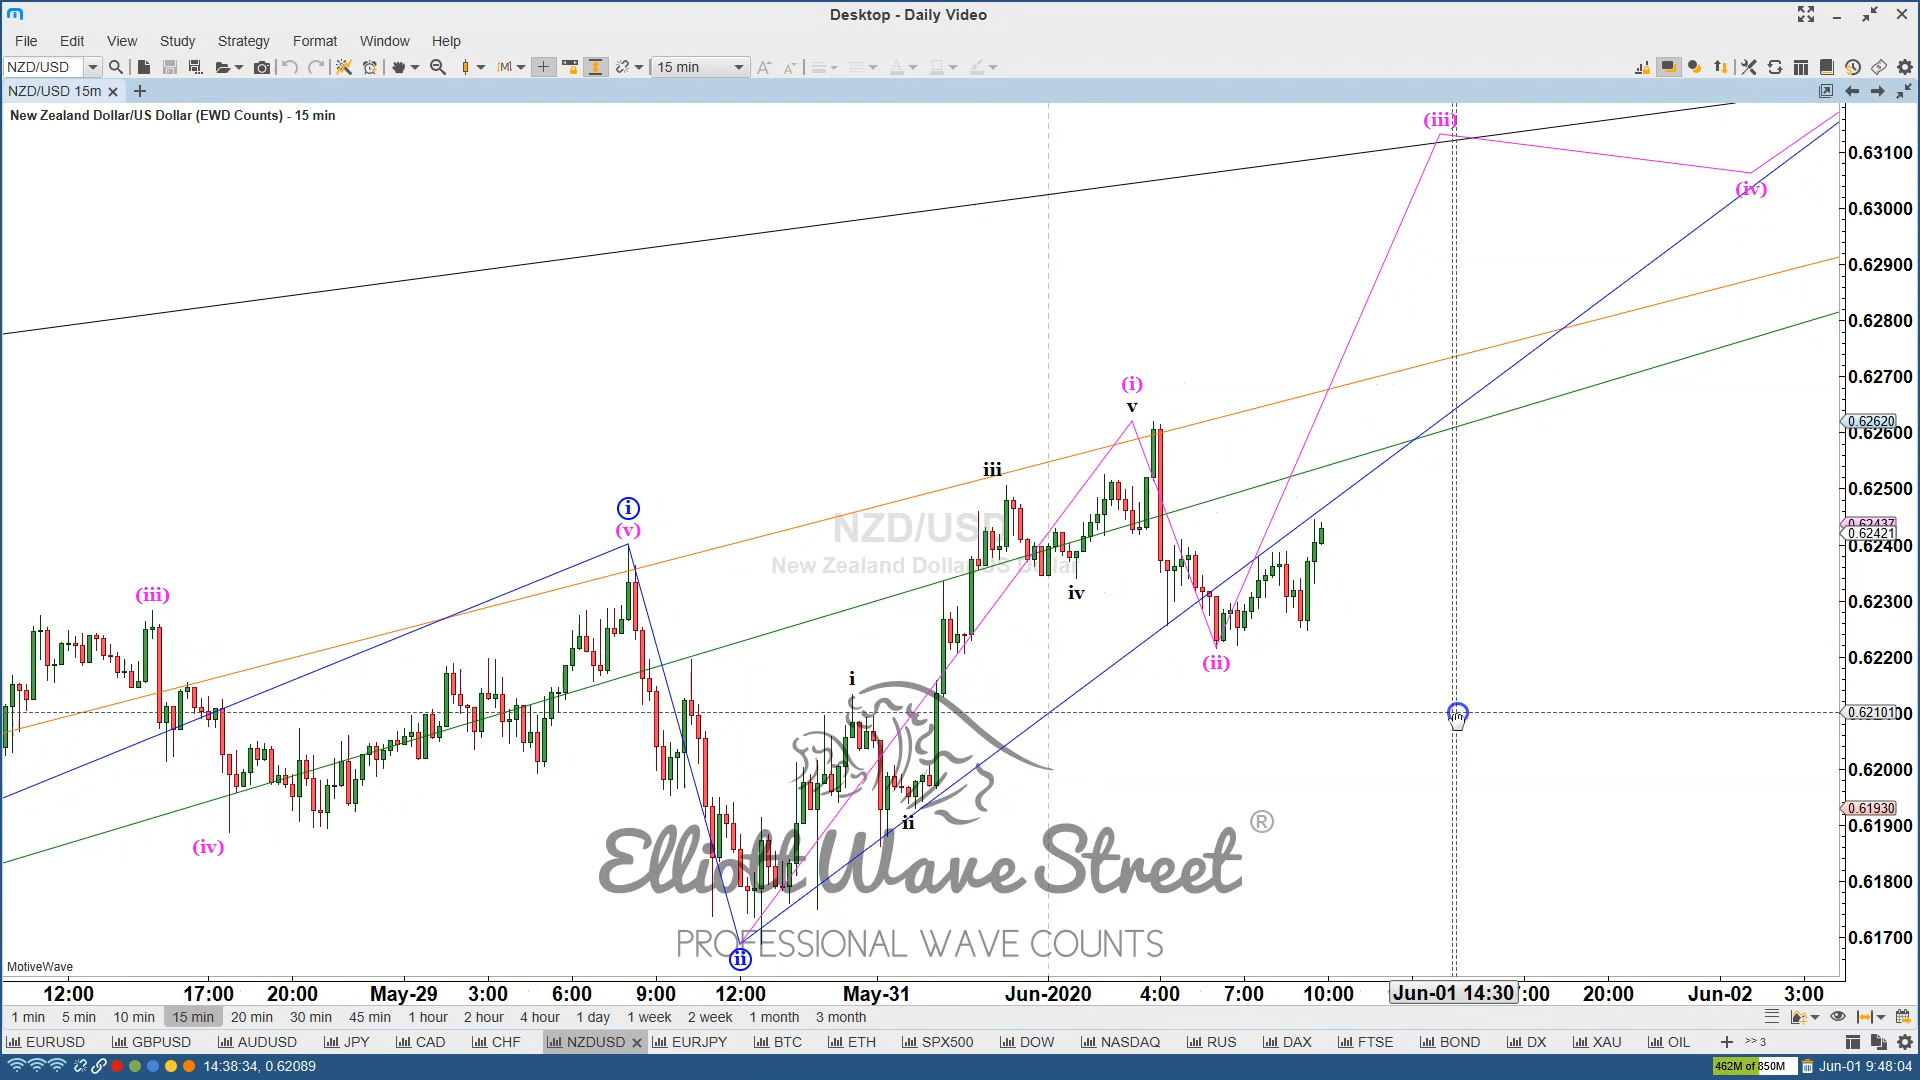 Desktop - Daily Video
File Edit View Study Strategy Format Window Help
NZD/USD 15 min
NZD/USD 15m
New Zealand Dollar/US Dollar (EWD Counts) - 15 min
(iii)
0.63100
(iv)
0.63000
0.62900
0.62800
(i)
0.62700
v
0.62620
0.62600
iii
0.62500
i
(v)
NZD/USD
0.62437
0.62421
0.62400
New Zealand Dollar/US Dollar
(iii)
iv
0.62300
(ii)
0.62200
i
0.62101
0.62000
0.61930
ii
0.61900
(iv)
®
Elliott Wave Street
0.61800
PROFESSIONAL WAVE COUNTS
0.61700
ii
MotiveWave
12:00 17:00 20:00 May-29 3:00 6:00 9:00 12:00 May-31 Jun-2020 4:00 7:00 10:00 Jun-01 14:30 :00 20:00 Jun-02 3:00
1 min 5 min 10 min 15 min 20 min 30 min 45 min 1 hour 2 hour 4 hour 1 day 1 week 2 week 1 month 3 month
EURUSD GBPUSD AUDUSD JPY CAD CHF NZDUSD EURJPY BTC ETH SPX500 DOW NASDAQ RUS DAX FTSE BOND DX XAU OIL >> 3
14:38:34, 0.62089 462M of 850M Jun-01 9:48:04